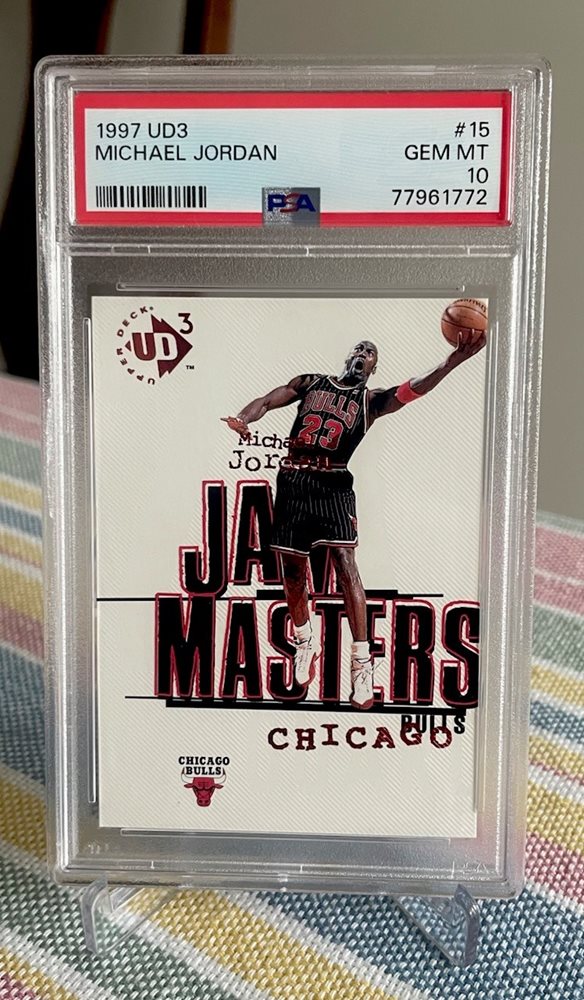 1997 UD3 #15
MICHAEL JORDAN GEM MT
10
77961772
PSA
UPPER DECK
UD3
TM
BULLS
23
Michael
Jordan
JAM
MASTERS
BULLS
CHICAGO
CHICAGO
BULLS